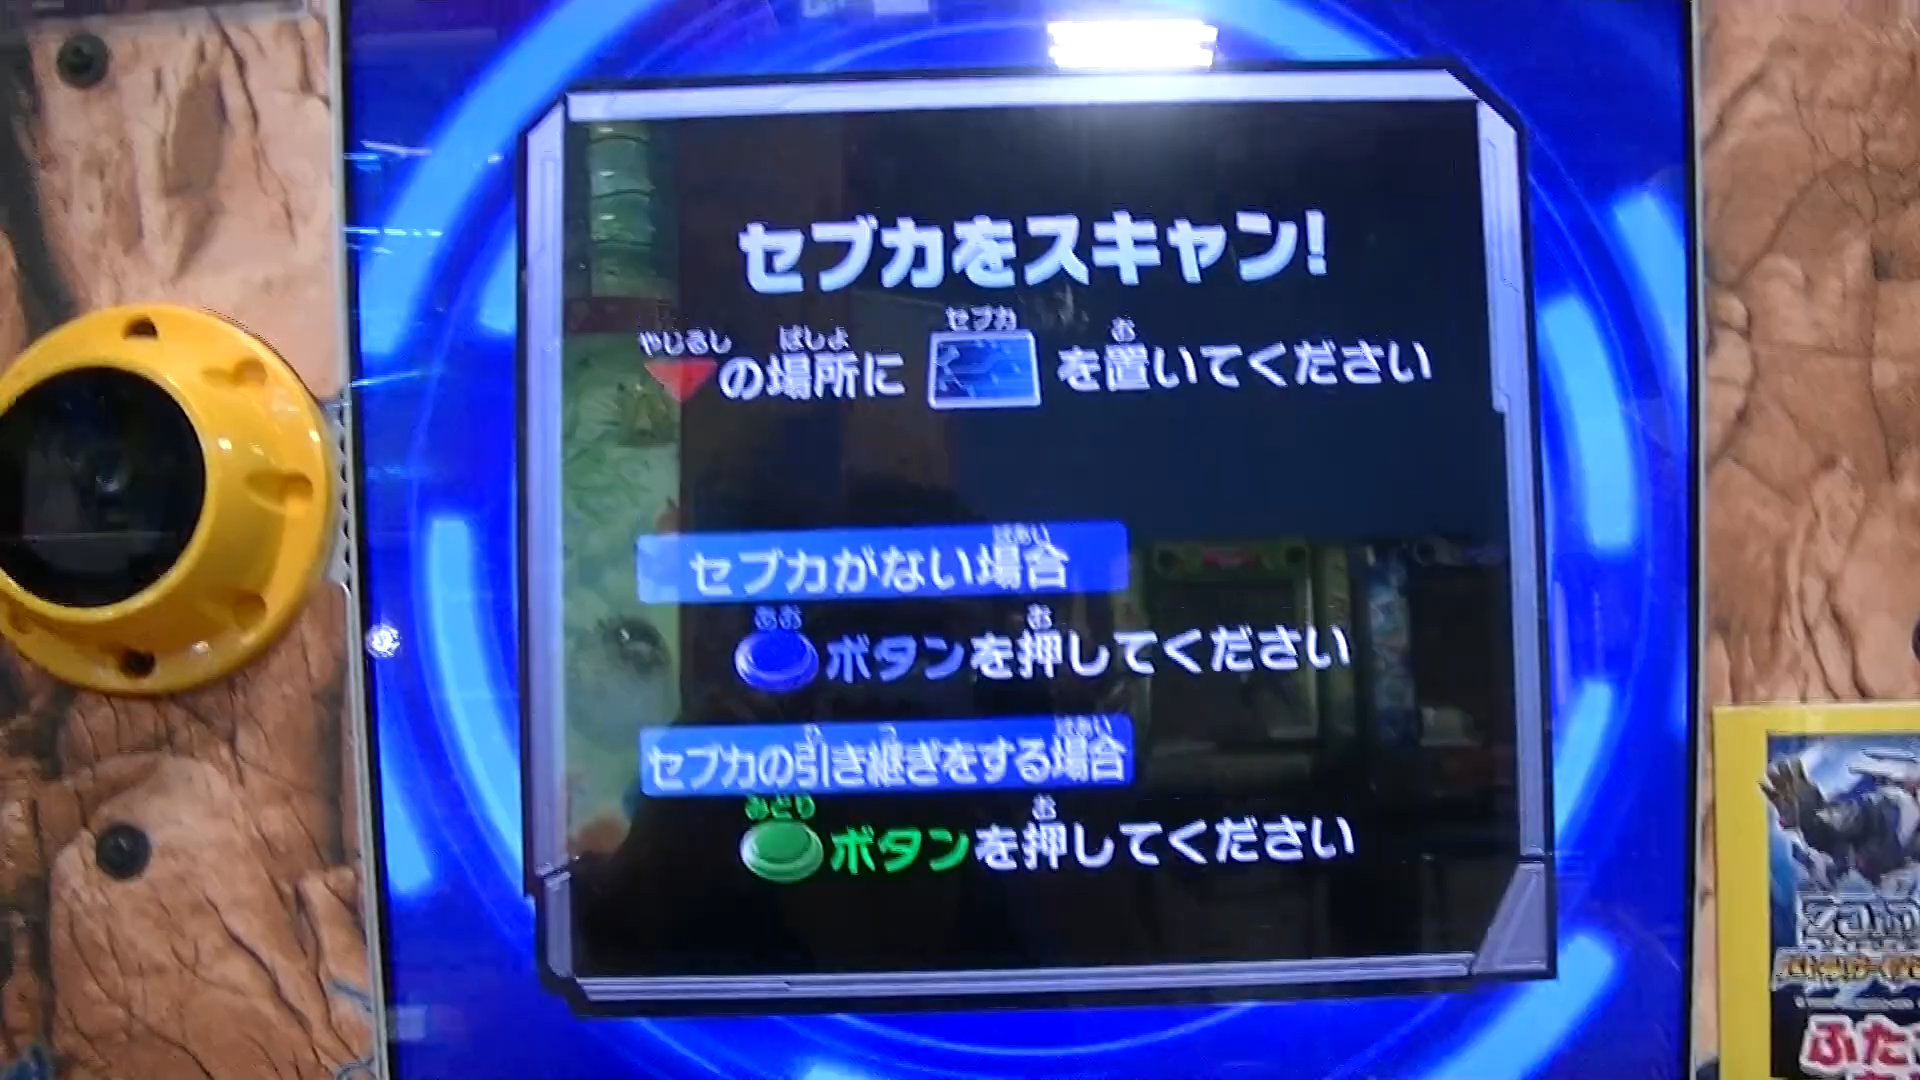 セブカをスキャン!
やじるし ばしょ セブカ お
の場所に を置いてください
ばあい
セブカがない場合
あお お
ボタンを押してください
ひ つ ばあい
セブカの引き継ぎをする場合
みどり お
ボタンを押してください
ふた